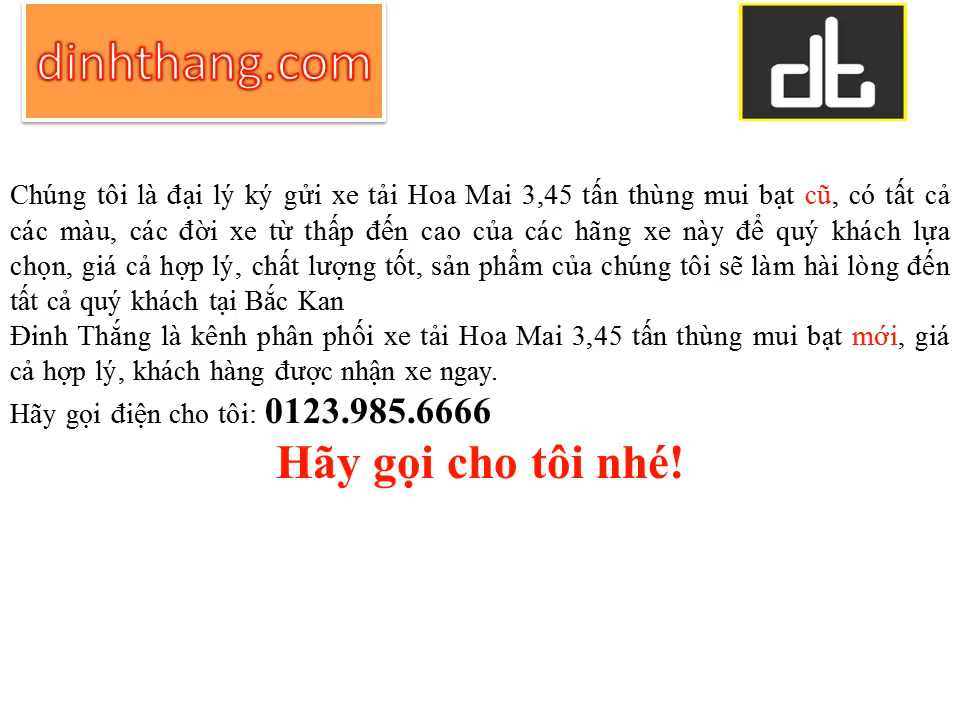 dinhthang.com
dt
Chúng tôi là đại lý ký gửi xe tải Hoa Mai 3,45 tấn thùng mui bạt cũ, có tất cả
các màu, các đời xe từ thấp đến cao của các hãng xe này để quý khách lựa
chọn, giá cả hợp lý, chất lượng tốt, sản phẩm của chúng tôi sẽ làm hài lòng đến
tất cả quý khách tại Bắc Kan
Đinh Thắng là kênh phân phối xe tải Hoa Mai 3,45 tấn thùng mui bạt mới, giá
cả hợp lý, khách hàng được nhận xe ngay.
Hãy gọi điện cho tôi: 0123.985.6666
Hãy gọi cho tôi nhé!